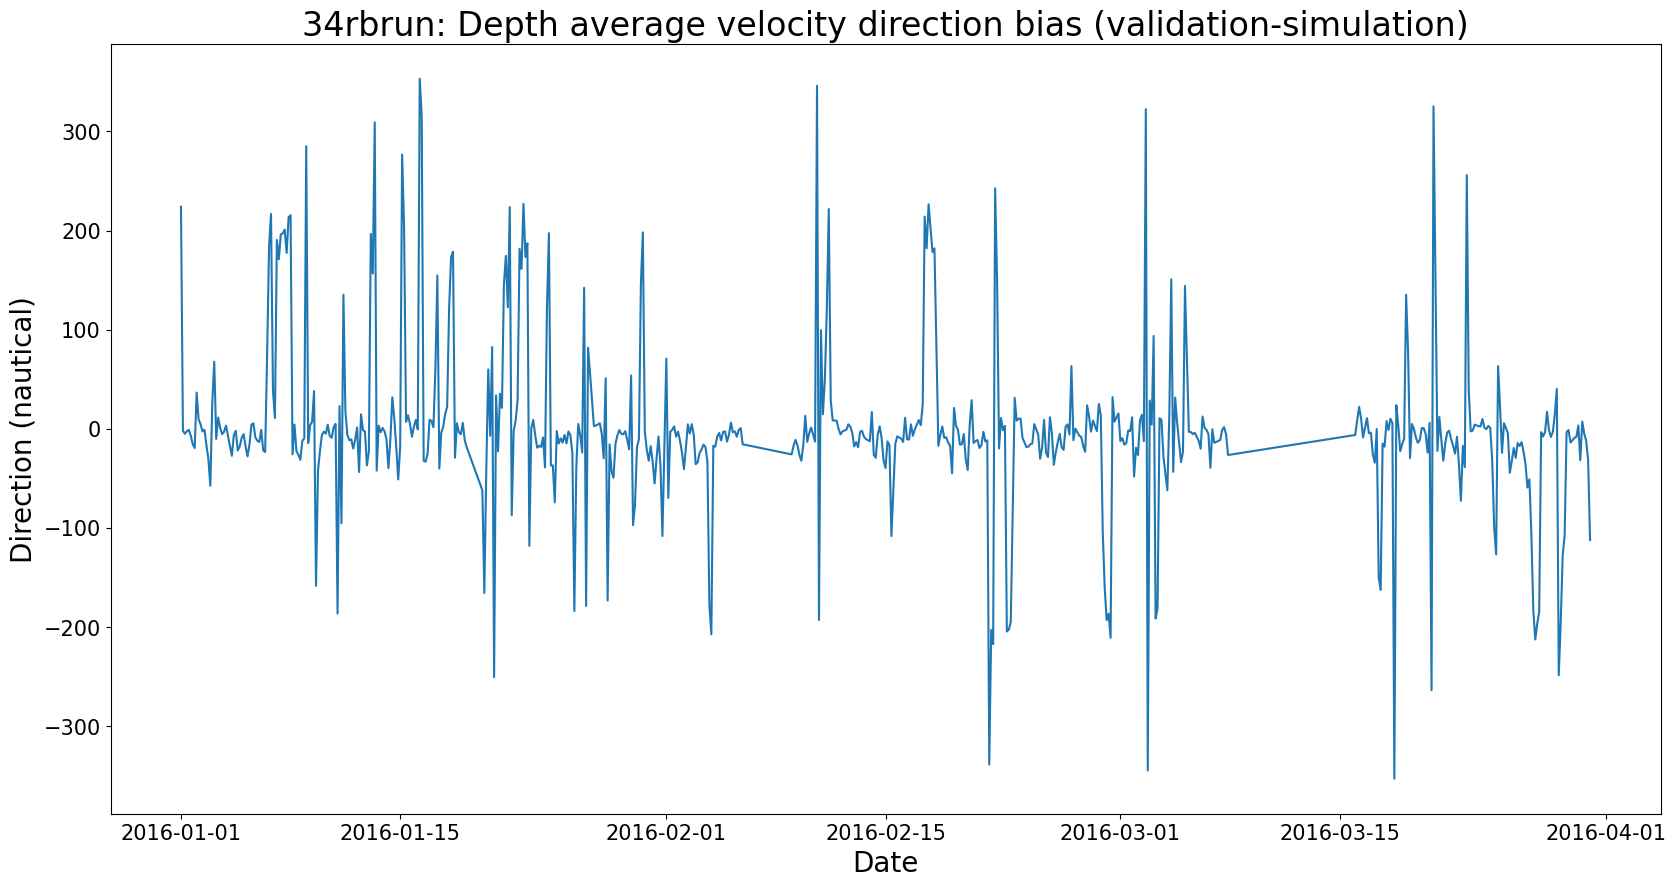 34rbrun: Depth average velocity direction bias (validation-simulation)
Direction (nautical)
300
200
100
0
−100
−200
−300
2016-01-01 2016-01-15 2016-02-01 2016-02-15 2016-03-01 2016-03-15 2016-04-01
Date